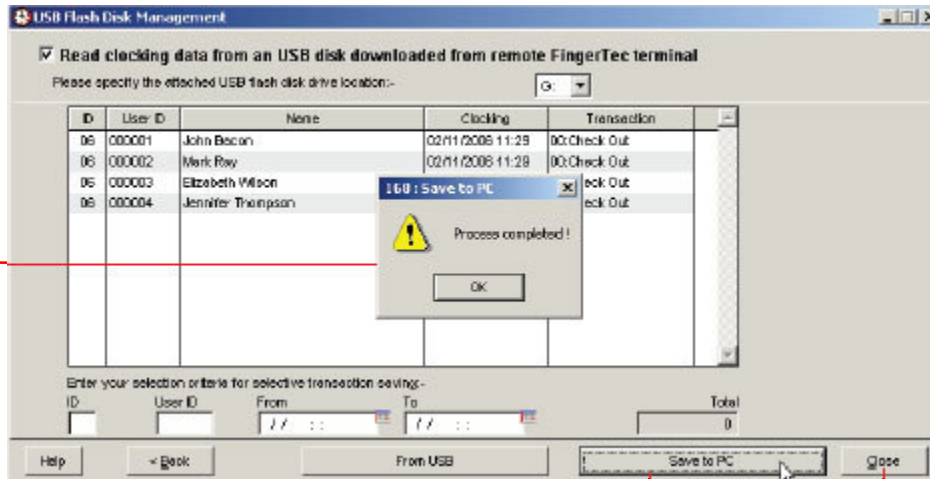 USB Flash Disk Management
Read clocking data from an USB disk downloaded from remote FingerTec terminal
Please specify the attached USB flash disk drive location:-
G:
ID User ID Name Clocking Transaction
06 000001 John Becon 02/11/2006 11:29 00:Check Out
06 000002 Mark Ray 02/11/2006 11:29 00:Check Out
06 000003 Elizabeth Wilson eck Out
06 000004 Jennifer Thompson eck Out
168 : Save to PC
Process completed !
OK
Enter your selection criteria for selective transaction saving:-
ID User ID From To Total
/ / : : / / : : 0
Help < Back From USB Save to PC Close